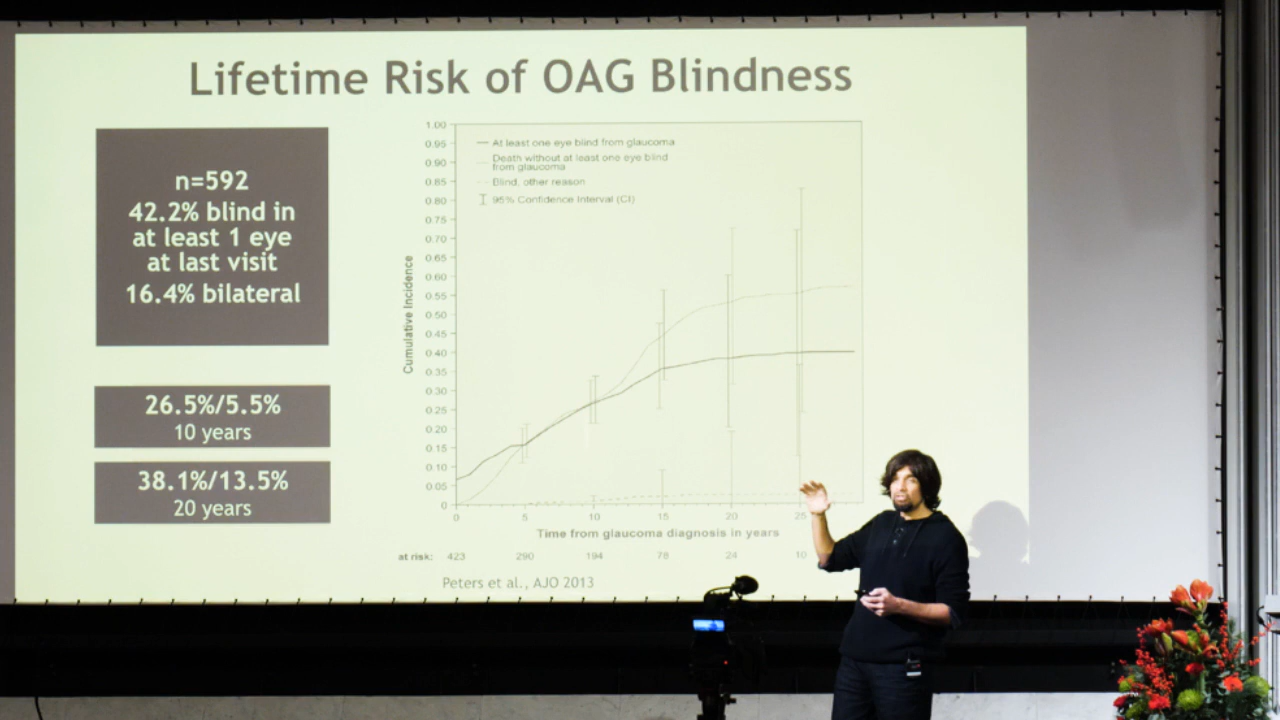 Lifetime Risk of OAG Blindness
n=592
42.2% blind in
at least 1 eye
at last visit
16.4% bilateral
26.5%/5.5%
10 years
38.1%/13.5%
20 years
1.00
0.95
0.90
0.85
0.80
0.75
0.70
0.65
0.60
0.55
0.50
0.45
0.40
0.35
0.30
0.25
0.20
0.15
0.10
0.05
0
Cumulative Incidence
At least one eye blind from glaucoma
Death without at least one eye blind
from glaucoma
Blind, other reason
95% Confidence Interval (CI)
0 5 10 15 20 25
Time from glaucoma diagnosis in years
at risk: 423 290 194 78 24 10
Peters et al., AJO 2013